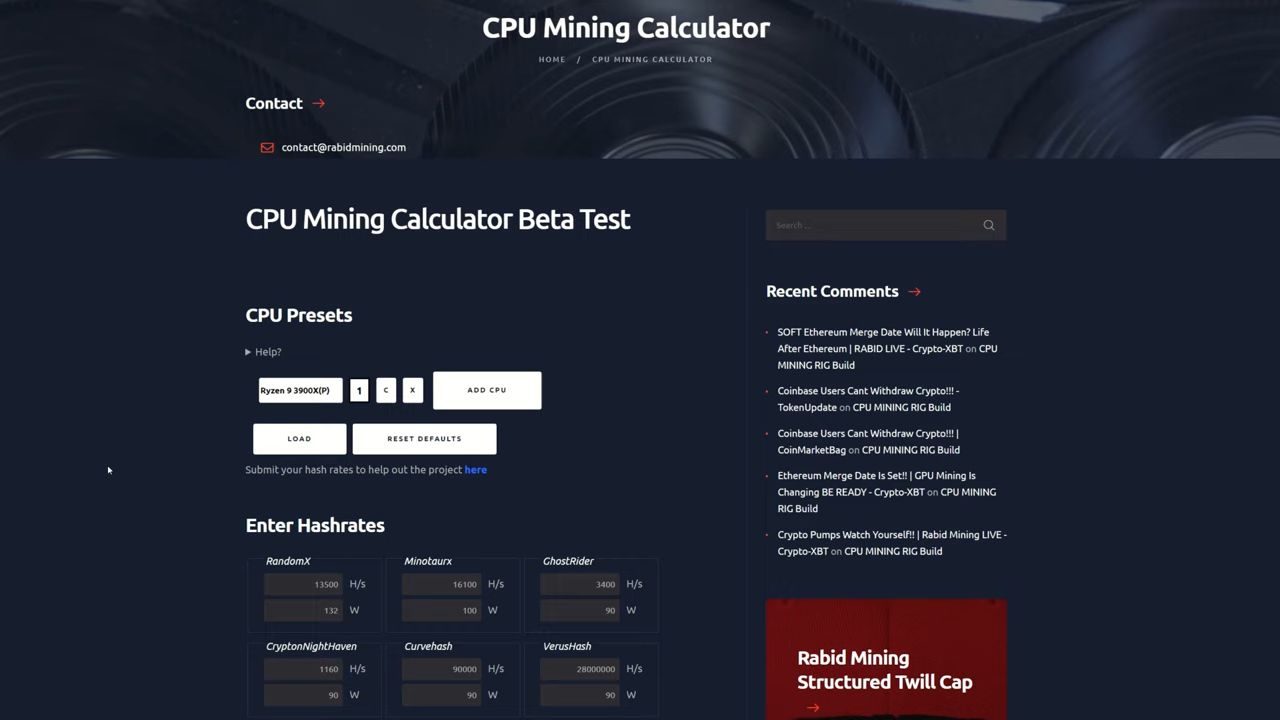 CPU Mining Calculator
HOME / CPU MINING CALCULATOR
Contact
contact@rabidmining.com
CPU Mining Calculator Beta Test
CPU Presets
Help?
Ryzen 9 3900X(P) 1 C X ADD CPU
LOAD RESET DEFAULTS
Submit your hash rates to help out the project here
Enter Hashrates
RandomX Minotaurx GhostRider
13500 H/s 16100 H/s 3400 H/s
132 W 100 W 90 W
CryptonNightHaven Curvehash VerusHash
1160 H/s 90000 H/s 28000000 H/s
90 W 90 W 90 W
Search ...
Recent Comments
SOFT Ethereum Merge Date Will It Happen? Life
After Ethereum | RABID LIVE - Crypto-XBT on CPU
MINING RIG Build
Coinbase Users Cant Withdraw Crypto!!! -
TokenUpdate on CPU MINING RIG Build
Coinbase Users Cant Withdraw Crypto!!! |
CoinMarketBag on CPU MINING RIG Build
Ethereum Merge Date Is Set!! | GPU Mining Is
Changing BE READY - Crypto-XBT on CPU MINING
RIG Build
Crypto Pumps Watch Yourself!! | Rabid Mining LIVE -
Crypto-XBT on CPU MINING RIG Build
Rabid Mining
Structured Twill Cap